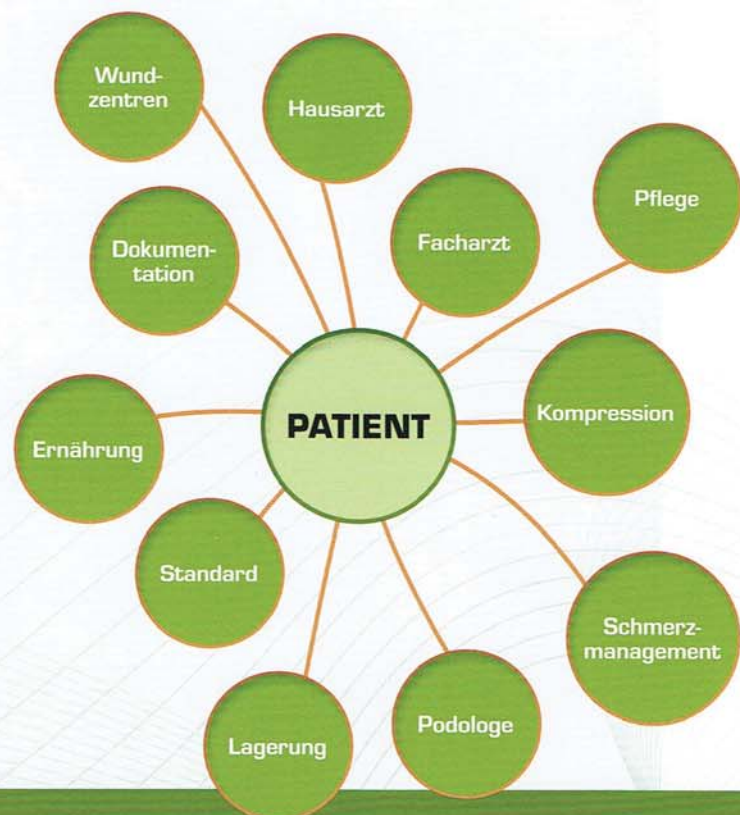 Wund-
zentren
Hausarzt
Pflege
Facharzt
Dokumen-
tation
PATIENT
Kompression
Ernährung
Standard
Schmerz-
management
Podologe
Lagerung